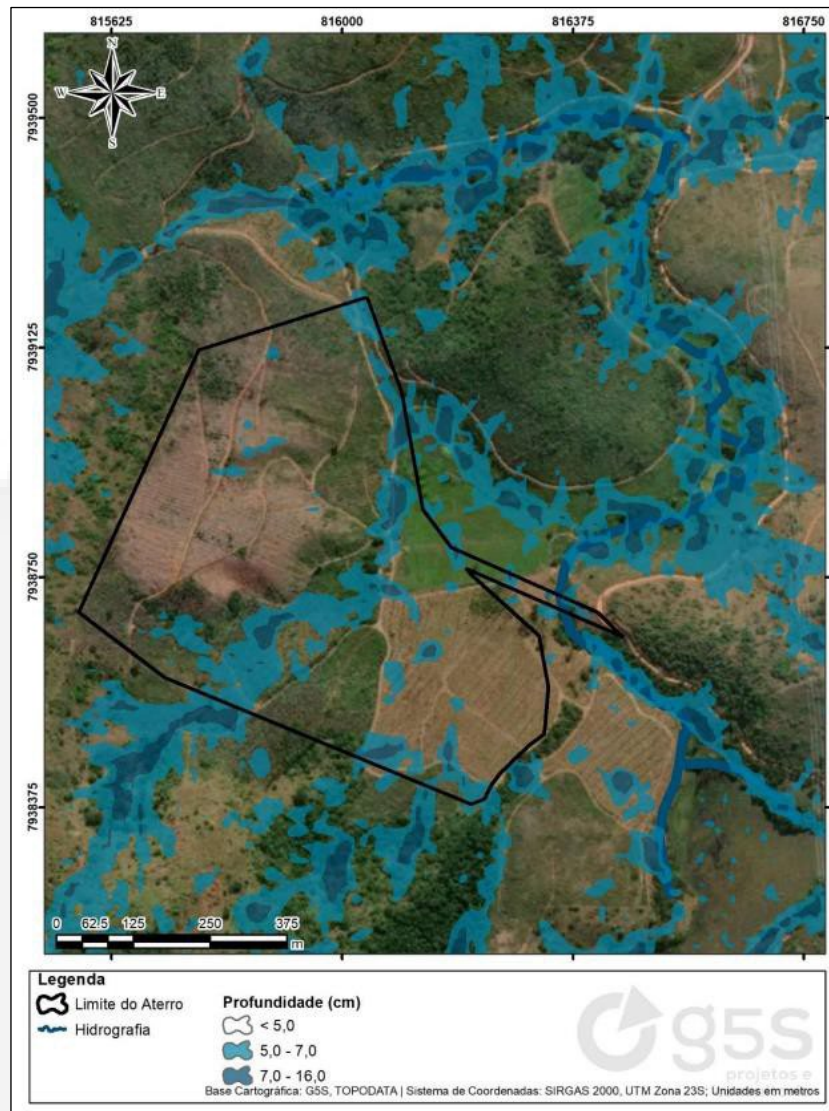 815625 816000 816375 816750
N
W E
S
7939500
7939125
7938750
7938375
0 62.5 125 250 375
m
Legenda
Limite do Aterro
Hidrografia
Profundidade (cm)
< 5,0
5,0 - 7,0
7,0 - 16,0
g5S
projetos e
Base Cartográfica: G5S, TOPODATA | Sistema de Coordenadas: SIRGAS 2000, UTM Zona 23S; Unidades em metros